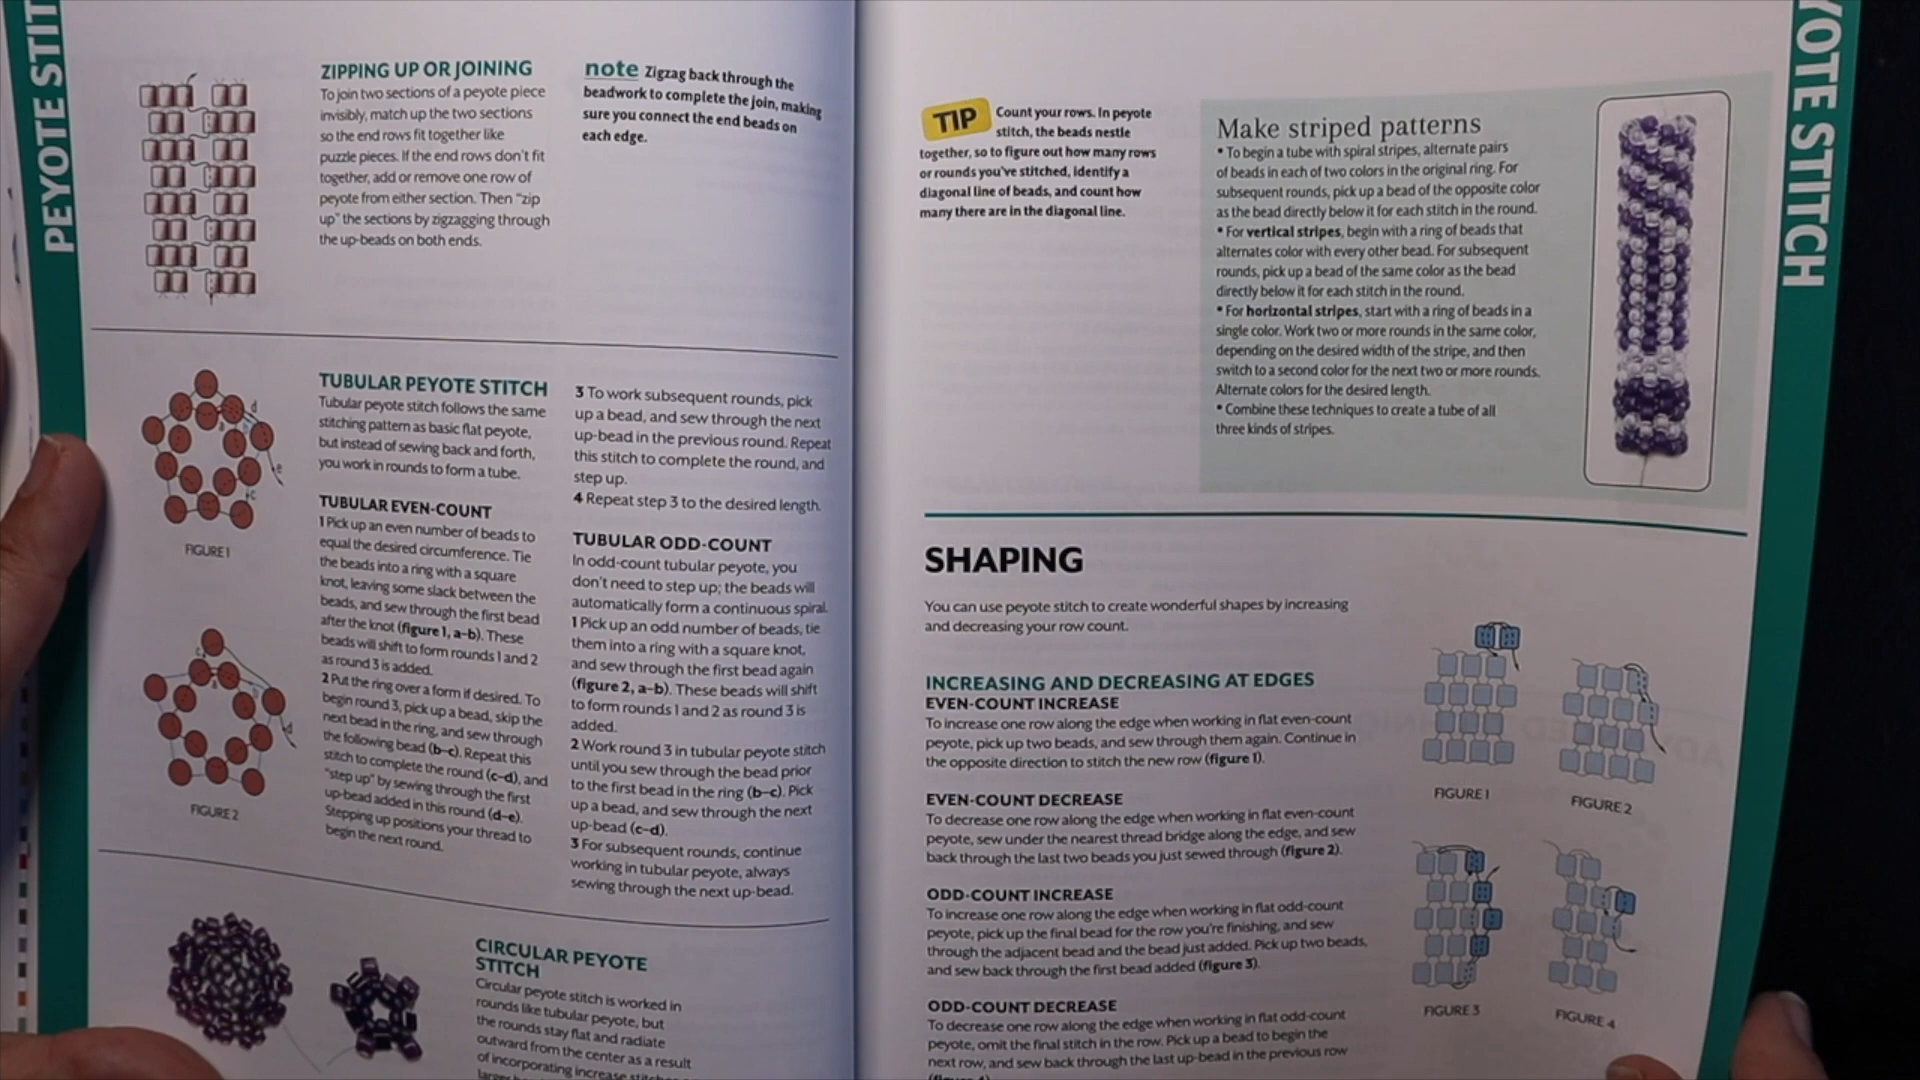 PEYOTE STIT
ZIPPING UP OR JOINING
To join two sections of a peyote piece
invisibly, match up the two sections
so the end rows fit together like
puzzle pieces. If the end rows don't fit
together, add or remove one row of
peyote from either section. Then "zip
up" the sections by zigzagging through
the up-beads on both ends.
note Zigzag back through the
beadwork to complete the join, making
sure you connect the end beads on
each edge.
TUBULAR PEYOTE STITCH
Tubular peyote stitch follows the same
stitching pattern as basic flat peyote,
but instead of sewing back and forth,
you work in rounds to form a tube.
TUBULAR EVEN-COUNT
1 Pick up an even number of beads to
equal the desired circumference. Tie
the beads into a ring with a square
knot, leaving some slack between the
beads, and sew through the first bead
after the knot (figure 1, a–b). These
beads will shift to form rounds 1 and 2
as round 3 is added.
2 Put the ring over a form if desired. To
begin round 3, pick up a bead, skip the
next bead in the ring, and sew through
the following bead (b–c). Repeat this
stitch to complete the round (c–d), and
"step up" by sewing through the first
up-bead added in this round (d–e).
Stepping up positions your thread to
begin the next round.
3 To work subsequent rounds, pick
up a bead, and sew through the next
up-bead in the previous round. Repeat
this stitch to complete the round, and
step up.
4 Repeat step 3 to the desired length.
TUBULAR ODD-COUNT
In odd-count tubular peyote, you
don't need to step up; the beads will
automatically form a continuous spiral.
1 Pick up an odd number of beads, tie
them into a ring with a square knot,
and sew through the first bead again
(figure 2, a–b). These beads will shift
to form rounds 1 and 2 as round 3 is
added.
2 Work round 3 in tubular peyote stitch
until you sew through the bead prior
to the first bead in the ring (b–c). Pick
up a bead, and sew through the next
up-bead (c–d).
3 For subsequent rounds, continue
working in tubular peyote, always
sewing through the next up-bead.
d
a
b
e
c
FIGURE 1
c
a
b
d
FIGURE 2
CIRCULAR PEYOTE
STITCH
Circular peyote stitch is worked in
rounds like tubular peyote, but
the rounds stay flat and radiate
outward from the center as a result
of incorporating increase
TIP Count your rows. In peyote
stitch, the beads nestle
together, so to figure out how many rows
or rounds you've stitched, identify a
diagonal line of beads, and count how
many there are in the diagonal line.
Make striped patterns
• To begin a tube with spiral stripes, alternate pairs
of beads in each of two colors in the original ring. For
subsequent rounds, pick up a bead of the opposite color
as the bead directly below it for each stitch in the round.
• For vertical stripes, begin with a ring of beads that
alternates color with every other bead. For subsequent
rounds, pick up a bead of the same color as the bead
directly below it for each stitch in the round.
• For horizontal stripes, start with a ring of beads in a
single color. Work two or more rounds in the same color,
depending on the desired width of the stripe, and then
switch to a second color for the next two or more rounds.
Alternate colors for the desired length.
• Combine these techniques to create a tube of all
three kinds of stripes.
YOTE STITCH
SHAPING
You can use peyote stitch to create wonderful shapes by increasing
and decreasing your row count.
INCREASING AND DECREASING AT EDGES
EVEN-COUNT INCREASE
To increase one row along the edge when working in flat even-count
peyote, pick up two beads, and sew through them again. Continue in
the opposite direction to stitch the new row (figure 1).
EVEN-COUNT DECREASE
To decrease one row along the edge when working in flat even-count
peyote, sew under the nearest thread bridge along the edge, and sew
back through the last two beads you just sewed through (figure 2).
ODD-COUNT INCREASE
To increase one row along the edge when working in flat odd-count
peyote, pick up the final bead for the row you're finishing, and sew
through the adjacent bead and the bead just added. Pick up two beads,
and sew back through the first bead added (figure 3).
ODD-COUNT DECREASE
To decrease one row along the edge when working in flat odd-count
peyote, omit the final stitch in the row. Pick up a bead to begin the
next row, and sew back through the last up-bead in the previous row
FIGURE 1
FIGURE 2
FIGURE 3
FIGURE 4